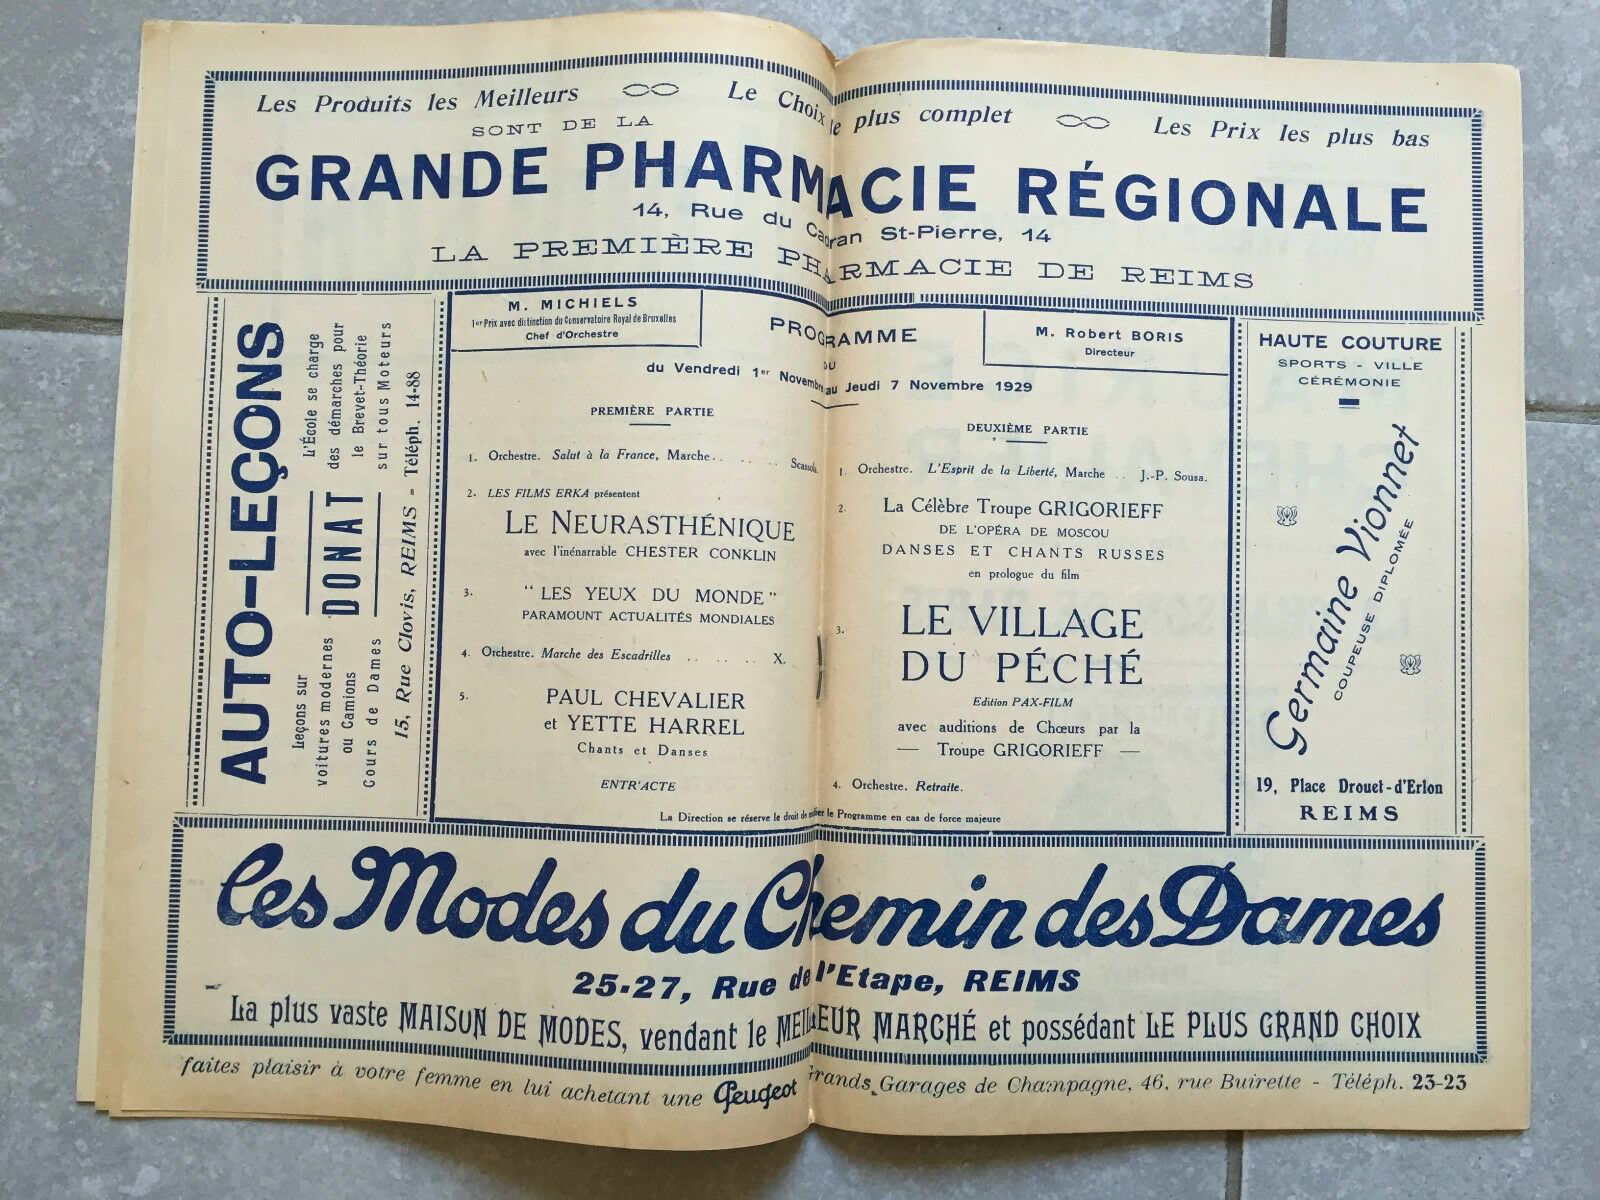 Les Produits les Meilleurs Le Choix le plus complet Les Prix les plus bas
SONT DE LA
GRANDE PHARMACIE RÉGIONALE
14, Rue du Cadran St-Pierre, 14
LA PREMIÈRE PHARMACIE DE REIMS
AUTO-LEÇONS
L'École se charge
des démarches pour
le Brevet-Théorie
sur tous Moteurs
DONAT
Leçons sur
voitures modernes
ou Camions
Cours de Dames
15, Rue Clovis, REIMS - Téléph. 14-88
M. MICHIELS
1er Prix avec distinction du Conservatoire Royal de Bruxelles
Chef d'Orchestre
PROGRAMME
DU
du Vendredi 1er Novembre au Jeudi 7 Novembre 1929
M. Robert BORIS
Directeur
PREMIÈRE PARTIE
1. Orchestre. Salut à la France, Marche. . . . . Scassola
2. LES FILMS ERKA présentent
LE NEURASTHÉNIQUE
avec l'inénarrable CHESTER CONKLIN
3. "LES YEUX DU MONDE"
PARAMOUNT ACTUALITÉS MONDIALES
4. Orchestre. Marche des Escadrilles . . . . . . . X.
5. PAUL CHEVALIER
et YETTE HARREL
Chants et Danses
ENTR'ACTE
DEUXIÈME PARTIE
1. Orchestre. L'Esprit de la Liberté, Marche . . J.-P. Sousa.
2. La Célèbre Troupe GRIGORIEFF
DE L'OPÉRA DE MOSCOU
DANSES ET CHANTS RUSSES
en prologue du film
3. LE VILLAGE
DU PÉCHÉ
Edition PAX-FILM
avec auditions de Chœurs par la
— Troupe GRIGORIEFF —
4. Orchestre. Retraite.
La Direction se réserve le droit de modifier le Programme en cas de force majeure
HAUTE COUTURE
SPORTS - VILLE
CÉRÉMONIE
Germaine Vionnet
COUPEUSE DIPLOMÉE
19, Place Drouet-d'Erlon
REIMS
Les Modes du Chemin des Dames
25-27, Rue de l'Etape, REIMS
La plus vaste MAISON DE MODES, vendant le MEILLEUR MARCHÉ et possédant LE PLUS GRAND CHOIX
faites plaisir à votre femme en lui achetant une Peugeot Grands Garages de Champagne, 46, rue Buirette - Téléph. 23-23